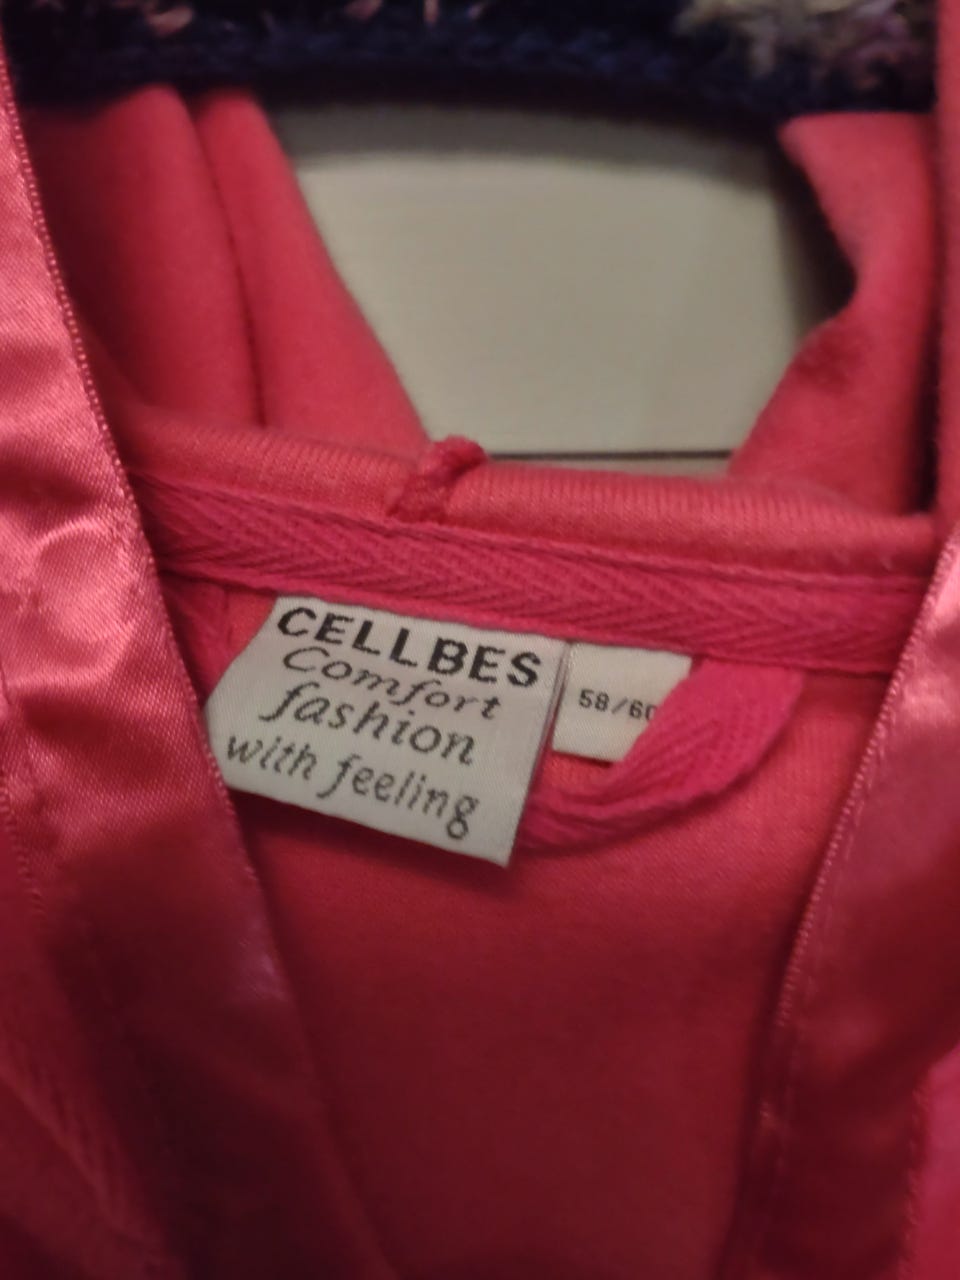 CELLBES
Comfort
fashion
with feeling
58/60